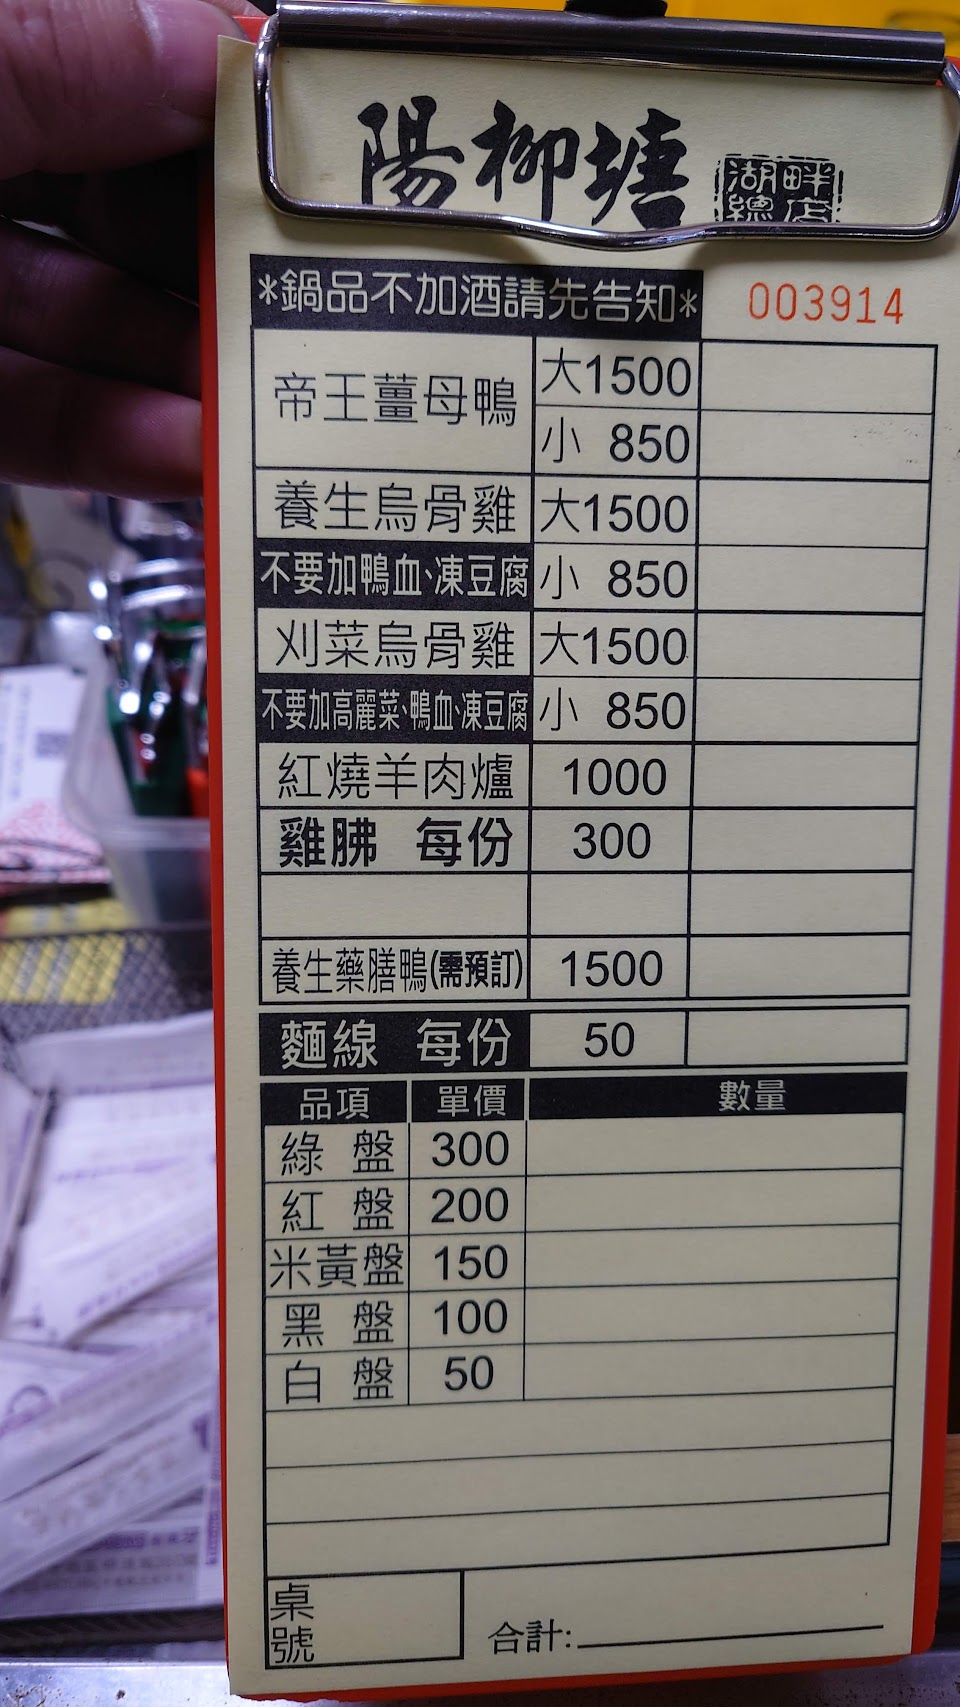 陽柳塘
湖畔
總店
*鍋品不加酒請先告知*
003914
帝王薑母鴨
大1500
小 850
養生烏骨雞 大1500
不要加鴨血、凍豆腐 小 850
刈菜烏骨雞 大1500
不要加高麗菜、鴨血、凍豆腐 小 850
紅燒羊肉爐 1000
雞胇 每份 300
養生藥膳鴨(需預訂) 1500
麵線 每份 50
品項 單價 數量
綠盤 300
紅盤 200
米黃盤 150
黑盤 100
白盤 50
桌號
合計: